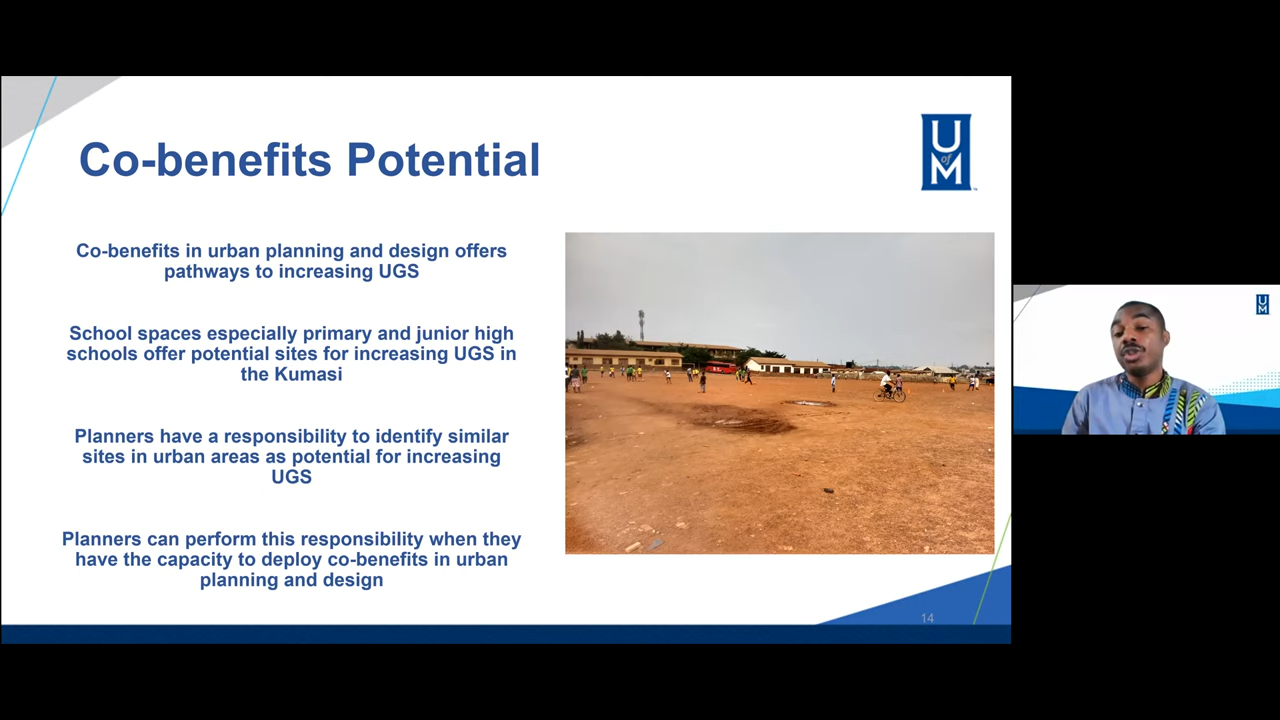 Co-benefits Potential
U
of
M
Co-benefits in urban planning and design offers
pathways to increasing UGS
School spaces especially primary and junior high
schools offer potential sites for increasing UGS in
the Kumasi
Planners have a responsibility to identify similar
sites in urban areas as potential for increasing
UGS
Planners can perform this responsibility when they
have the capacity to deploy co-benefits in urban
planning and design
14
U
M